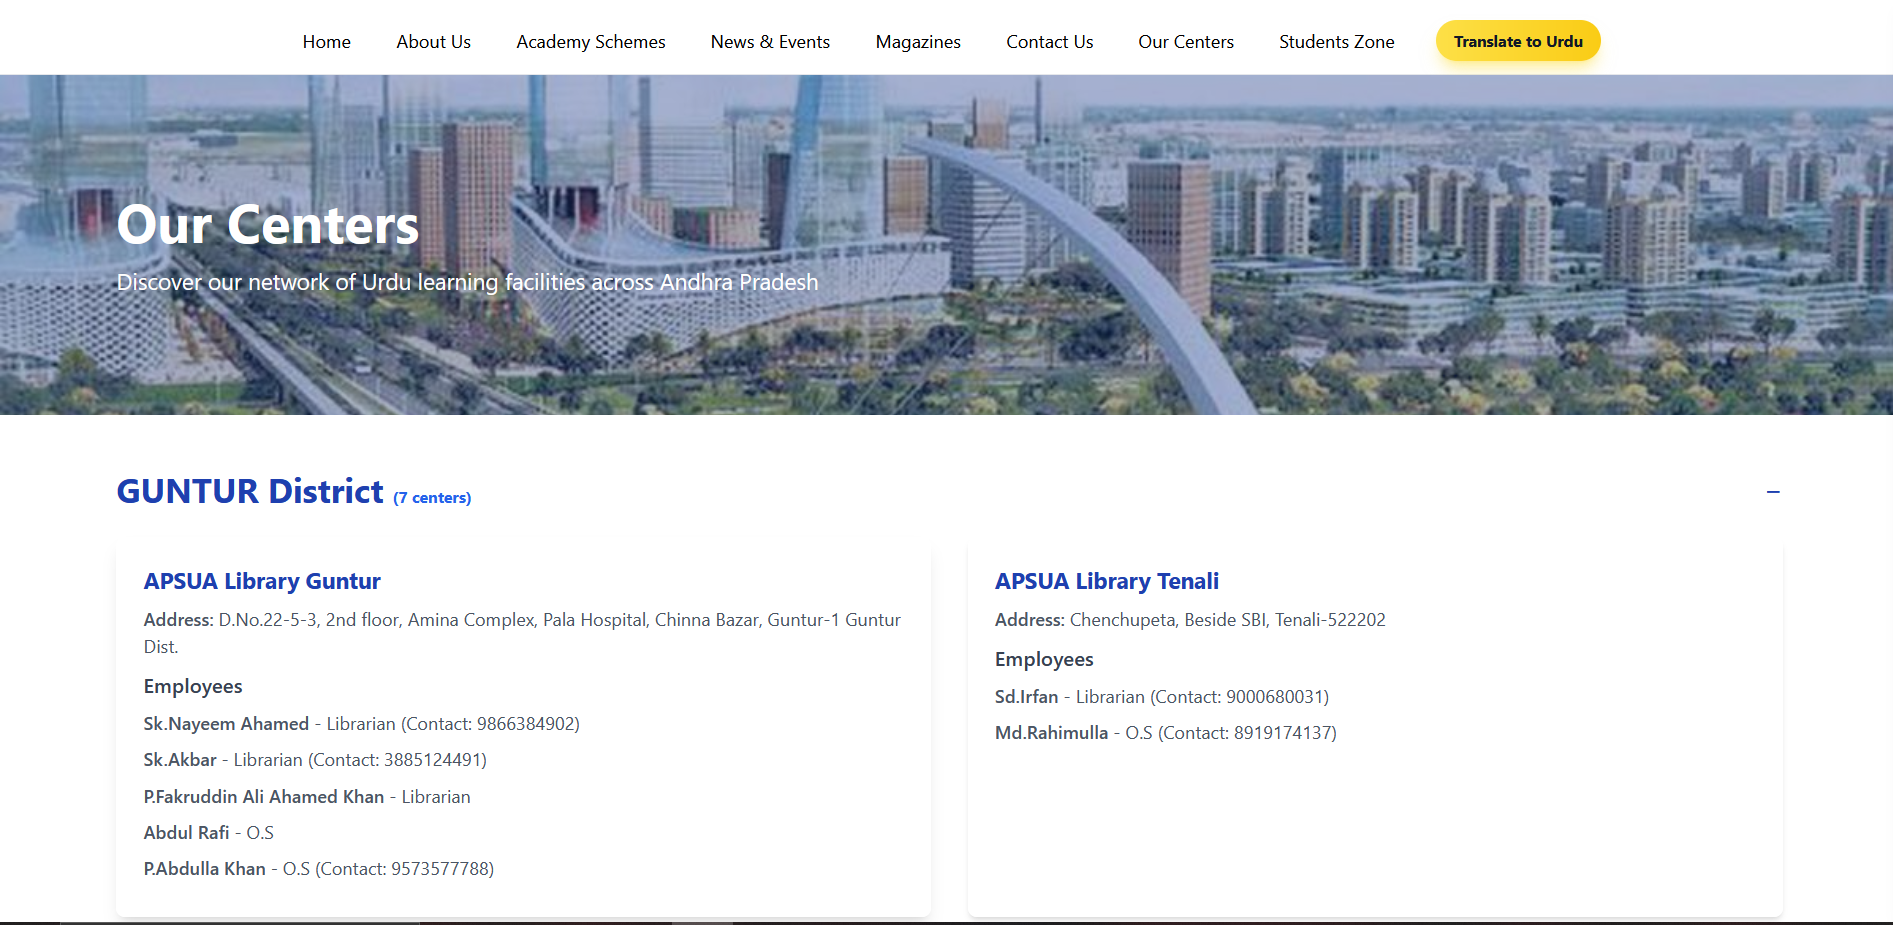 Home About Us Academy Schemes News & Events Magazines Contact Us Our Centers Students Zone Translate to Urdu
Our Centers
Discover our network of Urdu learning facilities across Andhra Pradesh
GUNTUR District (7 centers)
APSUA Library Guntur
Address: D.No.22-5-3, 2nd floor, Amina Complex, Pala Hospital, Chinna Bazar, Guntur-1 Guntur
Dist.
Employees
Sk.Nayeem Ahamed - Librarian (Contact: 9866384902)
Sk.Akbar - Librarian (Contact: 3885124491)
P.Fakruddin Ali Ahamed Khan - Librarian
Abdul Rafi - O.S
P.Abdulla Khan - O.S (Contact: 9573577788)
APSUA Library Tenali
Address: Chenchupeta, Beside SBI, Tenali-522202
Employees
Sd.Irfan - Librarian (Contact: 9000680031)
Md.Rahimulla - O.S (Contact: 8919174137)